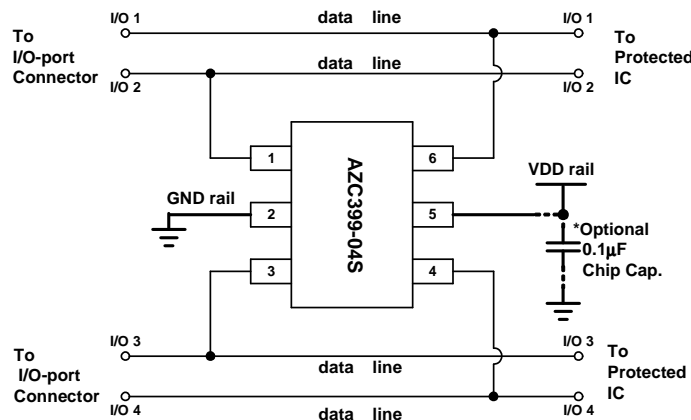 I/O 1 data line I/O 1
To
I/O-port
Connector
To
Protected
IC
data line
I/O 2 I/O 2
1 6
AZC399-04S
VDD rail
GND rail
2 5
*Optional
0.1μF
Chip Cap.
3 4
I/O 3 I/O 3
data line
To
I/O-port
Connector
To
Protected
IC
I/O 4 I/O 4
data line